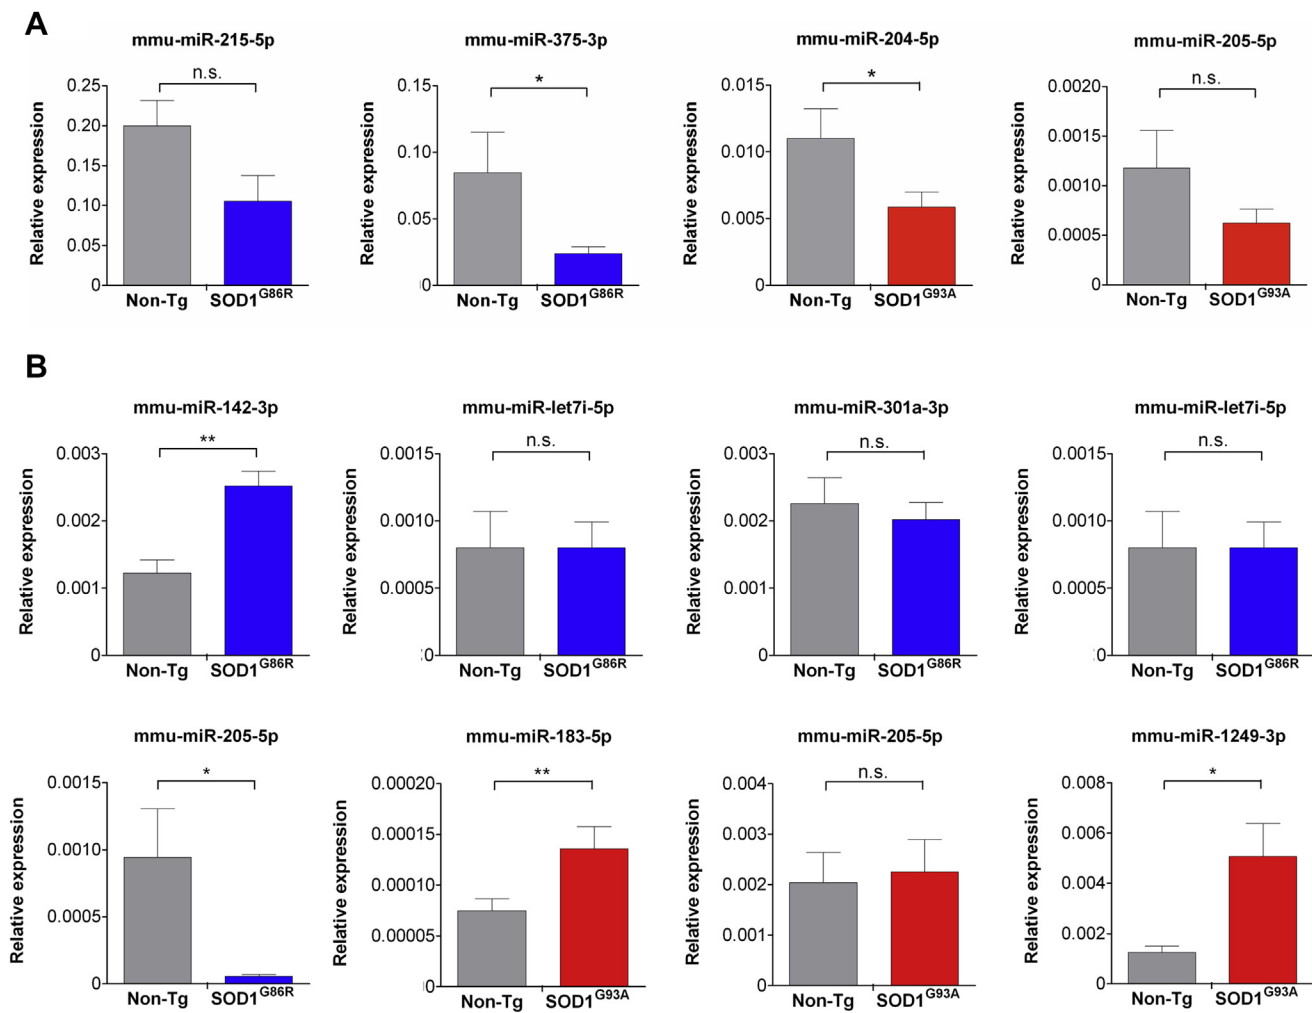 A
mmu-miR-215-5p
n.s.
Relative expression
0.25
0.20
0.15
0.10
0.05
0
Non-Tg SOD1G86R
mmu-miR-375-3p
*
Relative expression
0.15
0.10
0.05
0
Non-Tg SOD1G86R
mmu-miR-204-5p
*
Relative expression
0.015
0.010
0.005
0
Non-Tg SOD1G93A
mmu-miR-205-5p
n.s.
Relative expression
0.0020
0.0015
0.0010
0.0005
0
Non-Tg SOD1G93A
B
mmu-miR-142-3p
**
Relative expression
0.003
0.002
0.001
0
Non-Tg SOD1G86R
mmu-miR-let7i-5p
n.s.
Relative expression
0.0015
0.0010
0.0005
0
Non-Tg SOD1G86R
mmu-miR-301a-3p
n.s.
Relative expression
0.003
0.002
0.001
0
Non-Tg SOD1G86R
mmu-miR-let7i-5p
n.s.
Relative expression
0.0015
0.0010
0.0005
0
Non-Tg SOD1G86R
mmu-miR-205-5p
*
Relative expression
0.0015
0.0010
0.0005
0
Non-Tg SOD1G86R
mmu-miR-183-5p
**
Relative expression
0.00020
0.00015
0.00010
0.00005
0
Non-Tg SOD1G93A
mmu-miR-205-5p
n.s.
Relative expression
0.004
0.003
0.002
0.001
0
Non-Tg SOD1G93A
mmu-miR-1249-3p
*
Relative expression
0.008
0.006
0.004
0.002
0
Non-Tg SOD1G93A